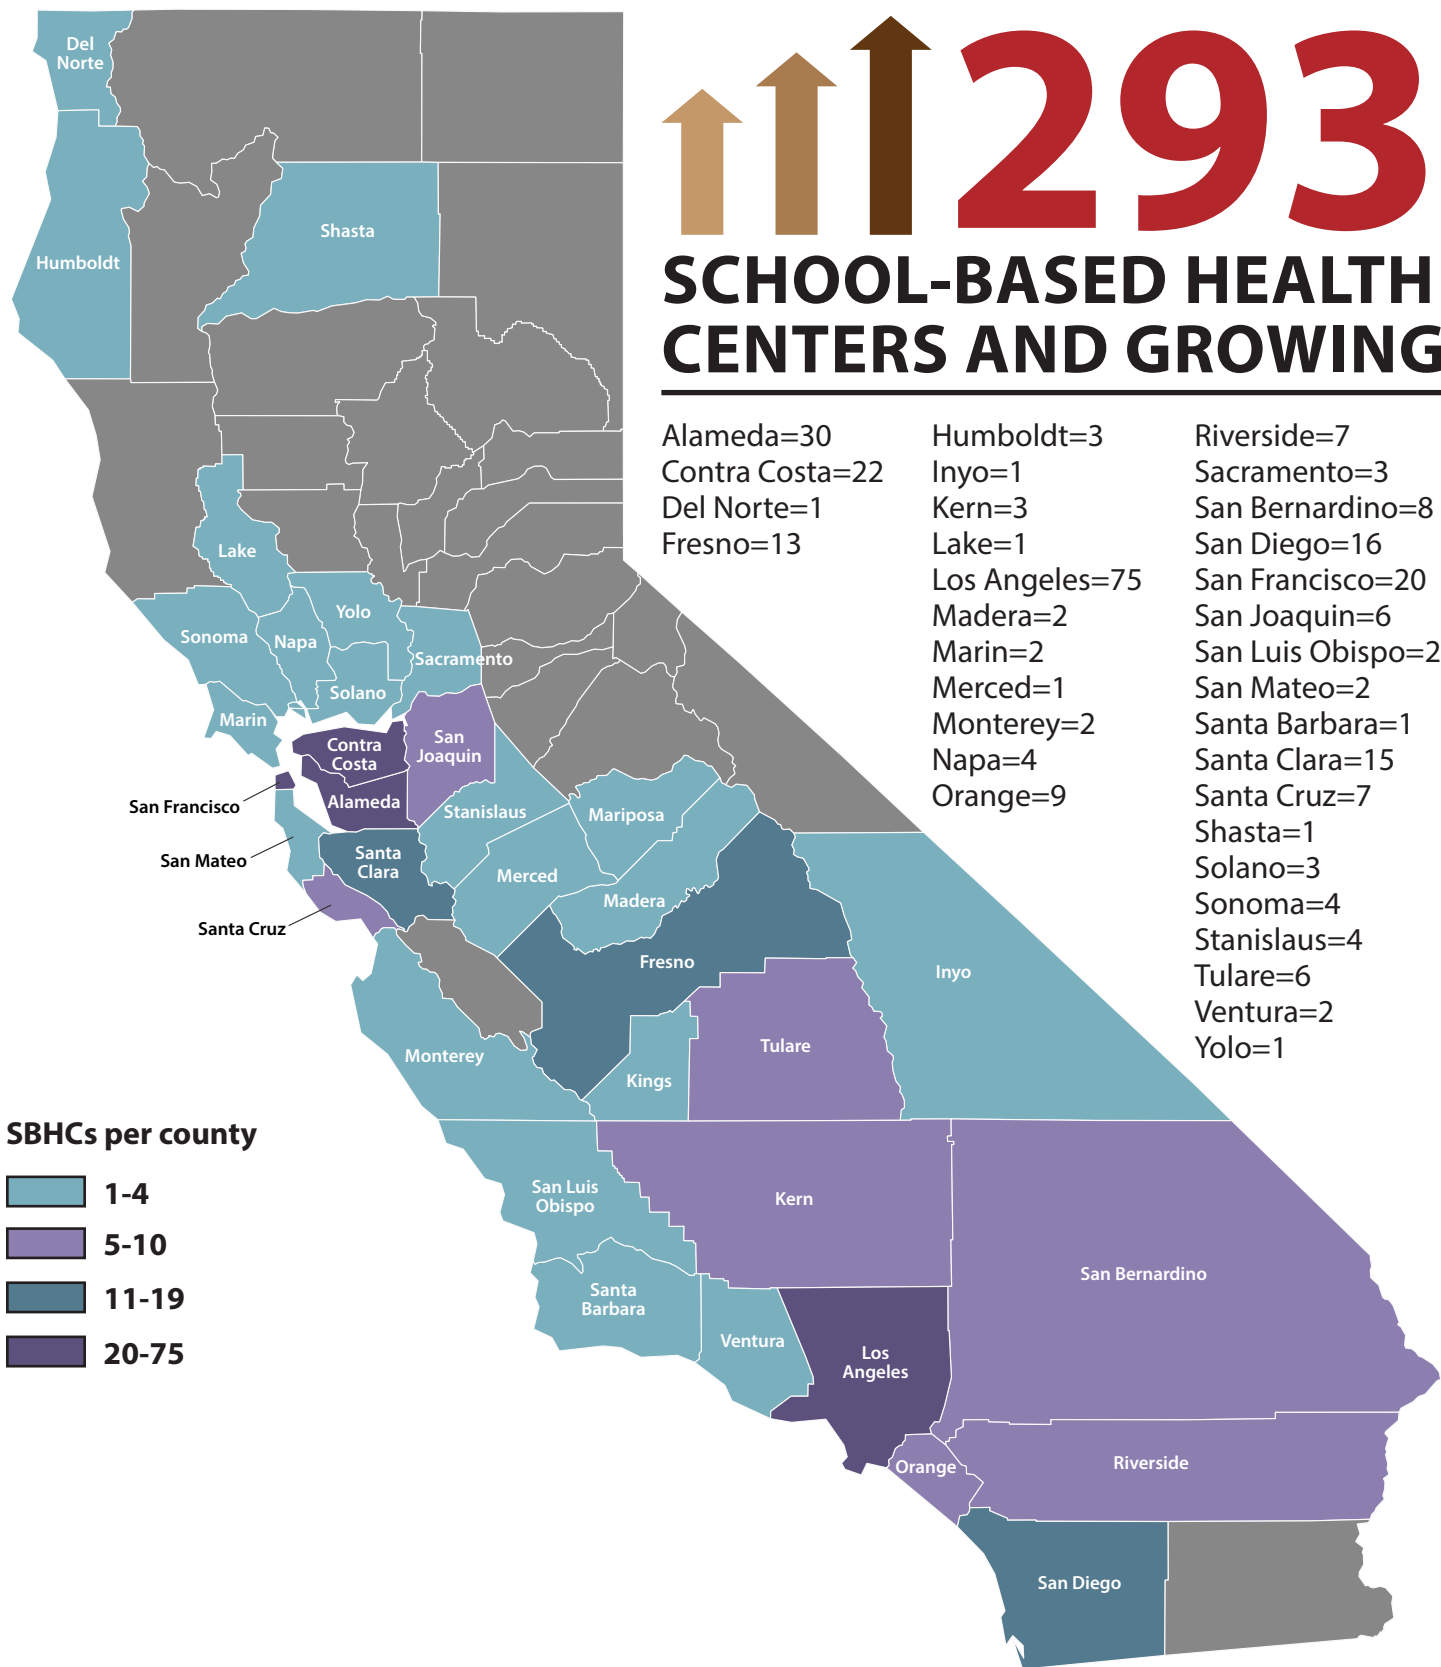 293
SCHOOL-BASED HEALTH
CENTERS AND GROWING
Alameda=30
Contra Costa=22
Del Norte=1
Fresno=13
Humboldt=3
Inyo=1
Kern=3
Lake=1
Los Angeles=75
Madera=2
Marin=2
Merced=1
Monterey=2
Napa=4
Orange=9
Riverside=7
Sacramento=3
San Bernardino=8
San Diego=16
San Francisco=20
San Joaquin=6
San Luis Obispo=2
San Mateo=2
Santa Barbara=1
Santa Clara=15
Santa Cruz=7
Shasta=1
Solano=3
Sonoma=4
Stanislaus=4
Tulare=6
Ventura=2
Yolo=1
Del
Norte
Humboldt
Shasta
Lake
Sonoma
Napa
Yolo
Sacramento
Solano
Marin
Contra
Costa
San
Joaquin
Alameda
San Francisco
San Mateo
Santa
Clara
Santa Cruz
Stanislaus
Mariposa
Merced
Madera
Fresno
Inyo
Monterey
Kings
Tulare
San Luis
Obispo
Kern
San Bernardino
Santa
Barbara
Ventura
Los
Angeles
Orange
Riverside
San Diego
SBHCs per county
1-4
5-10
11-19
20-75